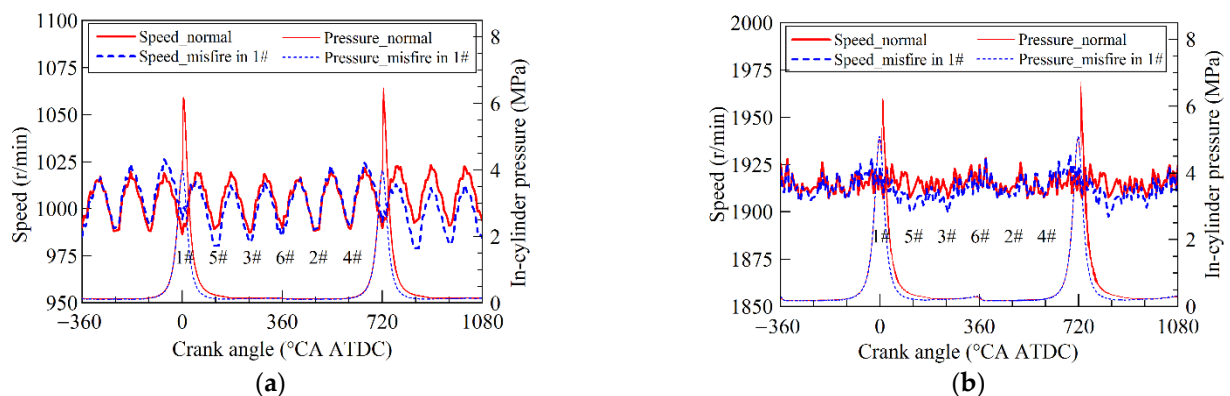 1100
Speed_normal Pressure_normal
Speed_misfire in 1# Pressure_misfire in 1#
8
1075
1050
6
1025
4
1000
975
2
1# 5# 3# 6# 2# 4#
950
0
−360 0 360 720 1080
Speed (r/min)
In-cylinder pressure (MPa)
Crank angle (°CA ATDC)
(a)
2000
Speed_normal Pressure_normal
Speed_misfire in 1# Pressure_misfire in 1#
8
1975
1950
6
1925
4
1900
1# 5# 3# 6# 2# 4#
2
1875
1850
0
−360 0 360 720 1080
Speed (r/min)
In-cylinder pressure (MPa)
Crank angle (°CA ATDC)
(b)